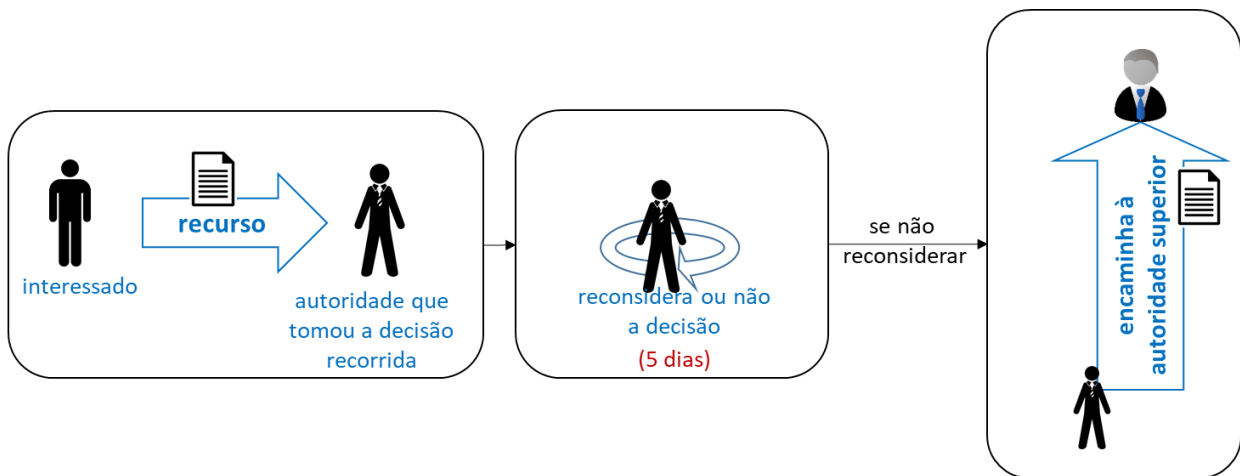 recurso
interessado
autoridade que
tomou a decisão
recorrida
reconsidera ou não
a decisão
(5 dias)
se não
reconsiderar
encaminha à
autoridade superior